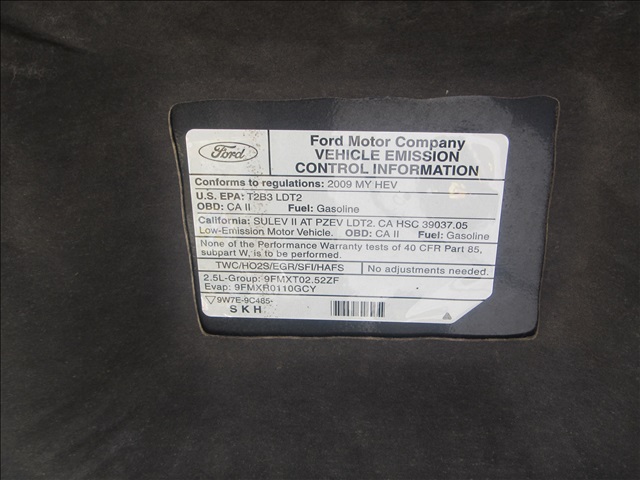 Ford
Ford Motor Company
VEHICLE EMISSION
CONTROL INFORMATION
Conforms to regulations: 2009 MY HEV
U.S. EPA: T2B3 LDT2
OBD: CA II Fuel: Gasoline
California: SULEV II AT PZEV LDT2. CA HSC 39037.05
Low-Emission Motor Vehicle. OBD: CA II Fuel: Gasoline
None of the Performance Warranty tests of 40 CFR Part 85,
subpart W, is to be performed.
TWC/HO2S/EGR/SFI/HAFS No adjustments needed.
2.5L-Group: 9FMXT02.52ZF
Evap: 9FMXR0110GCY
9W7E-9C485-
S K H